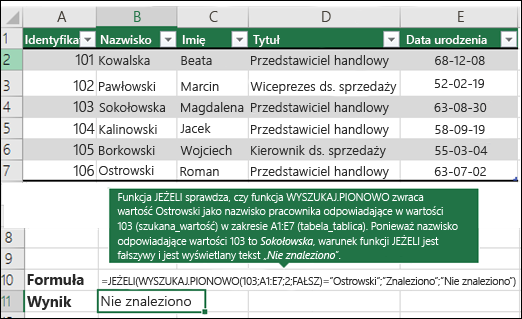 A B C D E
1 Identyfikat Nazwisko Imię Tytuł Data urodzenia
2 101 Kowalska Beata Przedstawiciel handlowy 68-12-08
3 102 Pawłowski Marcin Wiceprezes ds. sprzedaży 52-02-19
4 103 Sokołowska Magdalena Przedstawiciel handlowy 63-08-30
5 104 Kalinowski Jacek Przedstawiciel handlowy 58-09-19
6 105 Borkowski Wojciech Kierownik ds. sprzedaży 55-03-04
7 106 Ostrowski Roman Przedstawiciel handlowy 63-07-02
Funkcja JEŻELI sprawdza, czy funkcja WYSZUKAJ.PIONOWO zwraca
wartość Ostrowski jako nazwisko pracownika odpowiadające w wartości
103 (szukana_wartość) w zakresie A1:E7 (tabela_tablica). Ponieważ nazwisko
odpowiadające wartości 103 to Sokołowska, warunek funkcji JEŻELI jest
fałszywy i jest wyświetlany tekst „Nie znaleziono”.
8
9
10 Formuła =JEŻELI(WYSZUKAJ.PIONOWO(103;A1:E7;2;FAŁSZ)="Ostrowski";"Znaleziono";"Nie znaleziono")
11 Wynik Nie znaleziono